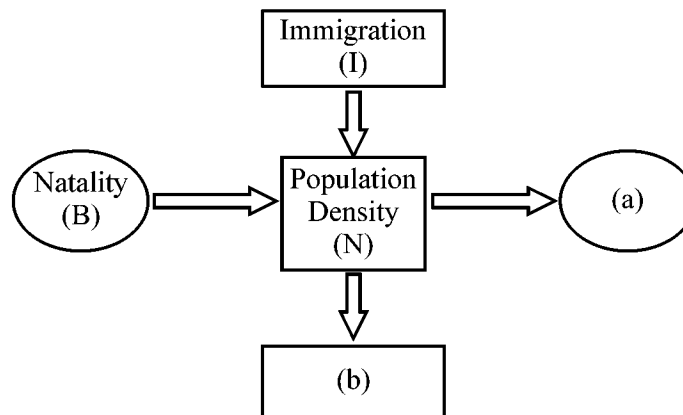 Immigration
(I)
Natality
(B)
Population
Density
(N)
(a)
(b)